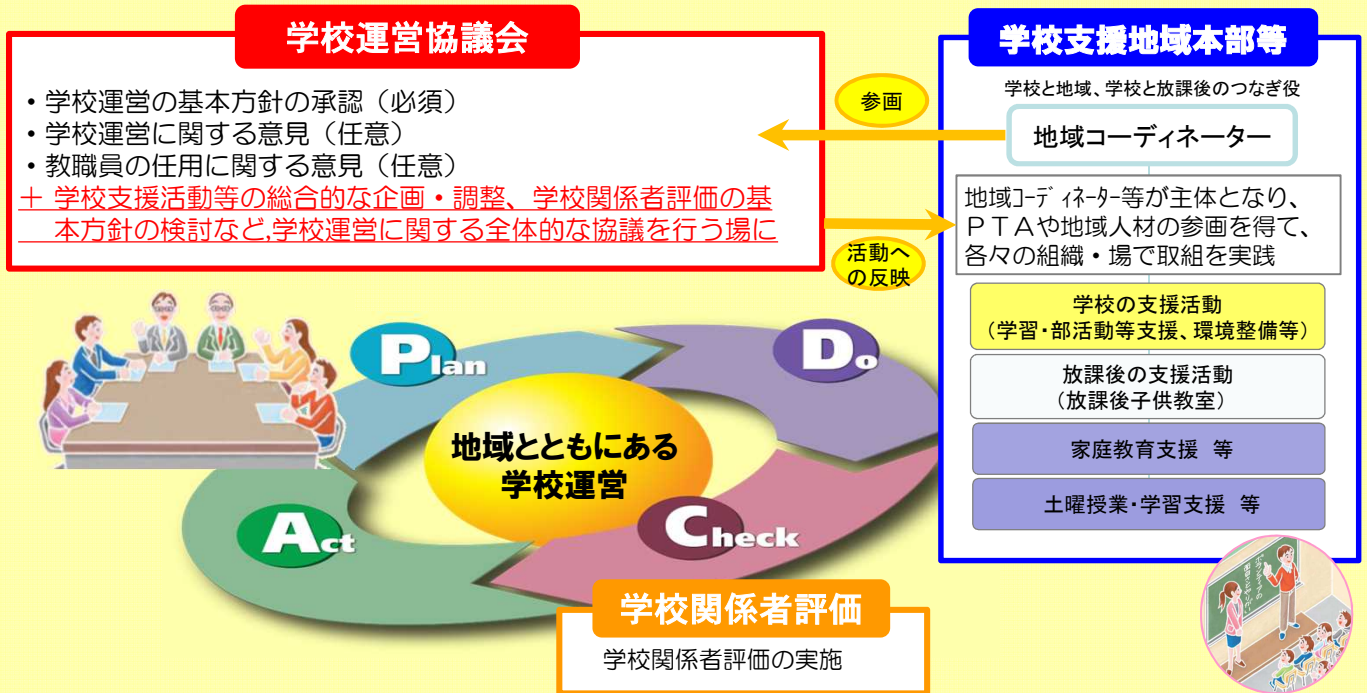 学校運営協議会
・学校運営の基本方針の承認（必須）
・学校運営に関する意見（任意）
・教職員の任用に関する意見（任意）
＋ 学校支援活動等の総合的な企画・調整、学校関係者評価の基
本方針の検討など,学校運営に関する全体的な協議を行う場に
参画
活動へ
の反映
学校支援地域本部等
学校と地域、学校と放課後のつなぎ役
地域コーディネーター
地域ｺｰﾃﾞｨﾈｰﾀｰ等が主体となり、
ＰＴＡや地域人材の参画を得て、
各々の組織・場で取組を実践
学校の支援活動
（学習・部活動等支援、環境整備等）
放課後の支援活動
（放課後子供教室）
家庭教育支援 等
土曜授業・学習支援 等
Plan
Do
地域とともにある
学校運営
Act
Check
学校関係者評価
学校関係者評価の実施